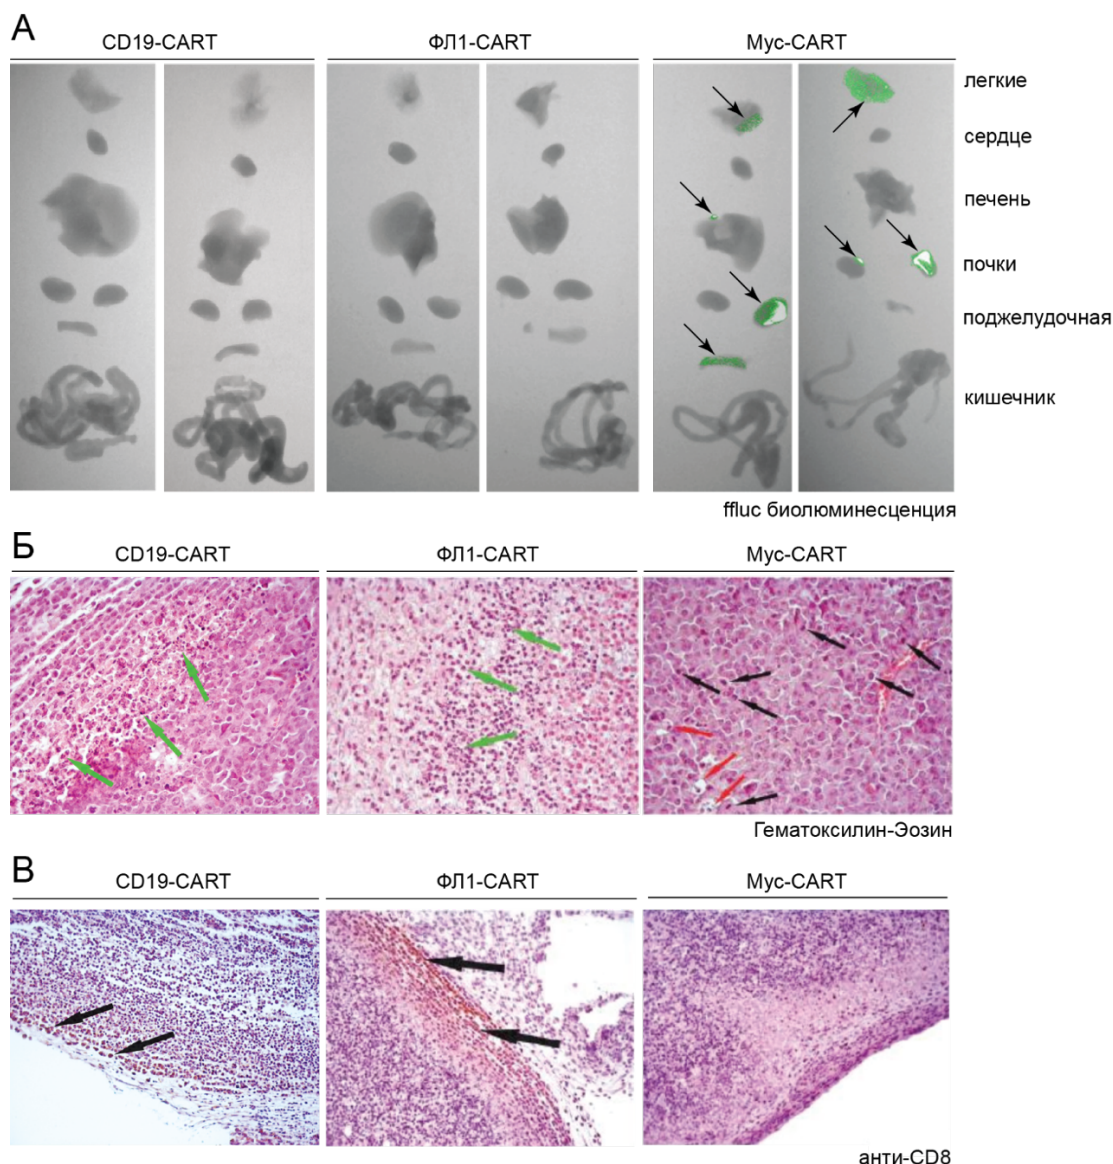 А
CD19-CART
ФЛ1-CART
Myc-CART
легкие
сердце
печень
почки
поджелудочная
кишечник
ffluc биолюминесценция
Б
CD19-CART
ФЛ1-CART
Myc-CART
Гематоксилин-Эозин
В
CD19-CART
ФЛ1-CART
Myc-CART
анти-CD8